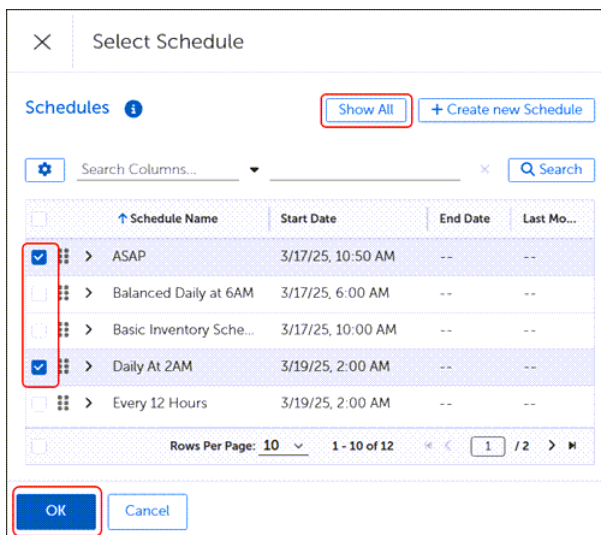 Select Schedule
Schedules
Show All
+ Create new Schedule
Search Columns...
Search
Schedule Name Start Date End Date Last Mo...
ASAP 3/17/25, 10:50 AM -- --
Balanced Daily at 6AM 3/17/25, 6:00 AM -- --
Basic Inventory Sche... 3/17/25, 10:00 AM -- --
Daily At 2AM 3/19/25, 2:00 AM -- --
Every 12 Hours 3/19/25, 2:00 AM -- --
Rows Per Page: 10 1 - 10 of 12 1 / 2
OK Cancel